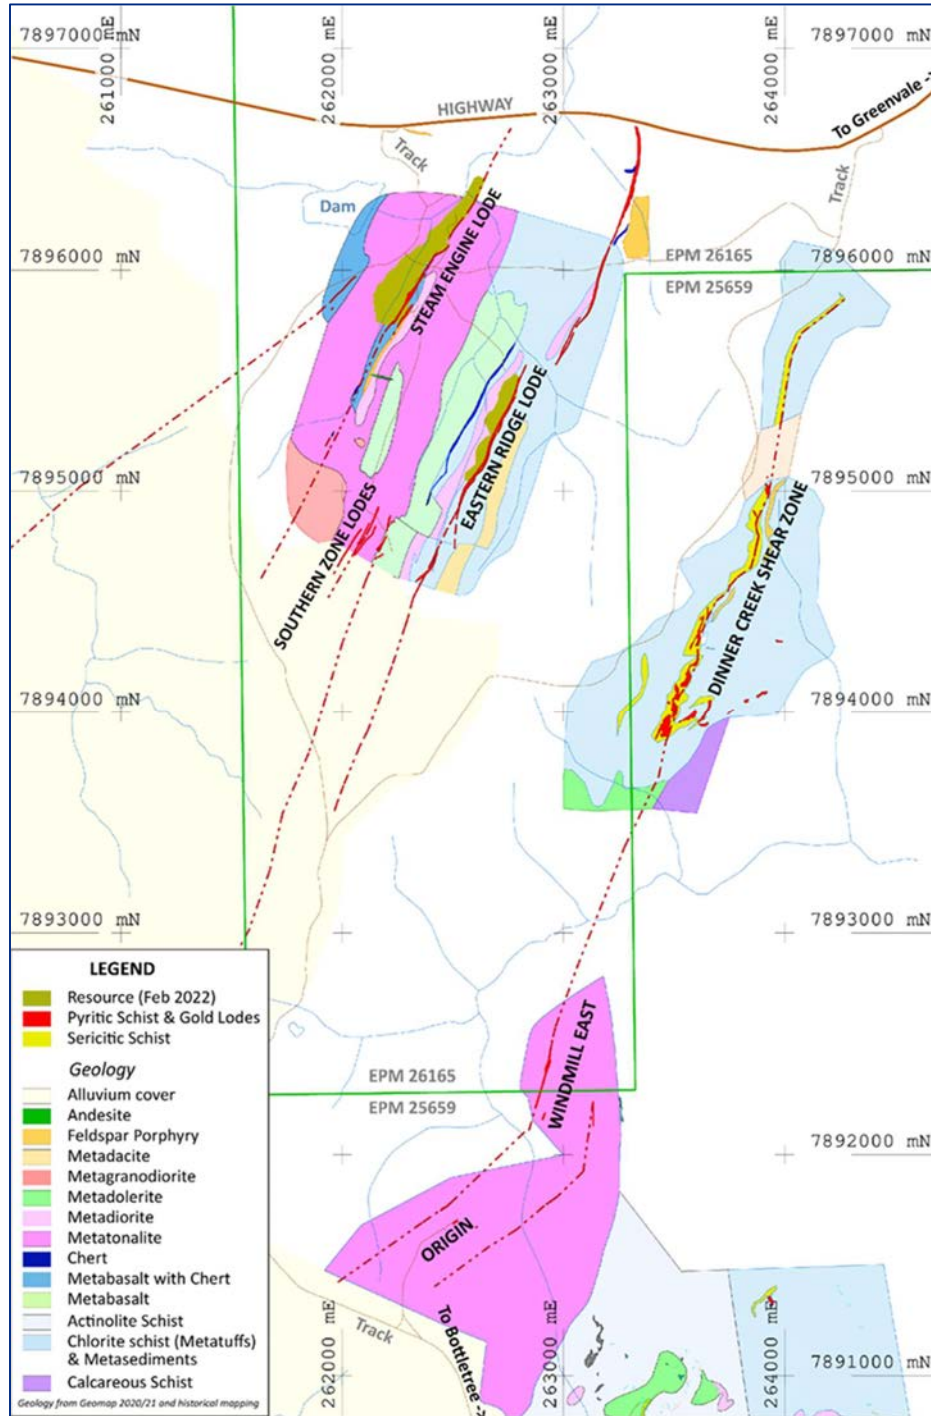 7897000 mN
261000 mE
262000 mE
263000 mE
264000 mE
7897000 mN
HIGHWAY
To Greenvale ->
Track
Track
Dam
STEAM ENGINE LODE
7896000 mN
EPM 26165
7896000 mN
EPM 25659
EASTERN RIDGE LODE
7895000 mN
7895000 mN
SOUTHERN ZONE LODES
DINNER CREEK SHEAR ZONE
7894000 mN
7894000 mN
7893000 mN
7893000 mN
LEGEND
Resource (Feb 2022)
Pyritic Schist & Gold Lodes
Sericitic Schist
Geology
Alluvium cover
Andesite
Feldspar Porphyry
Metadacite
Metagranodiorite
Metadolerite
Metadiorite
Metatonalite
Chert
Metabasalt with Chert
Metabasalt
Actinolite Schist
Chlorite schist (Metatuffs)
& Metasediments
Calcareous Schist
Geology from Geomap 2020/21 and historical mapping
WINDMILL EAST
EPM 26165
EPM 25659
7892000 mN
ORIGIN
Track
To Bottletree ->
262000 mE
263000 mE
264000 mE
7891000 mN